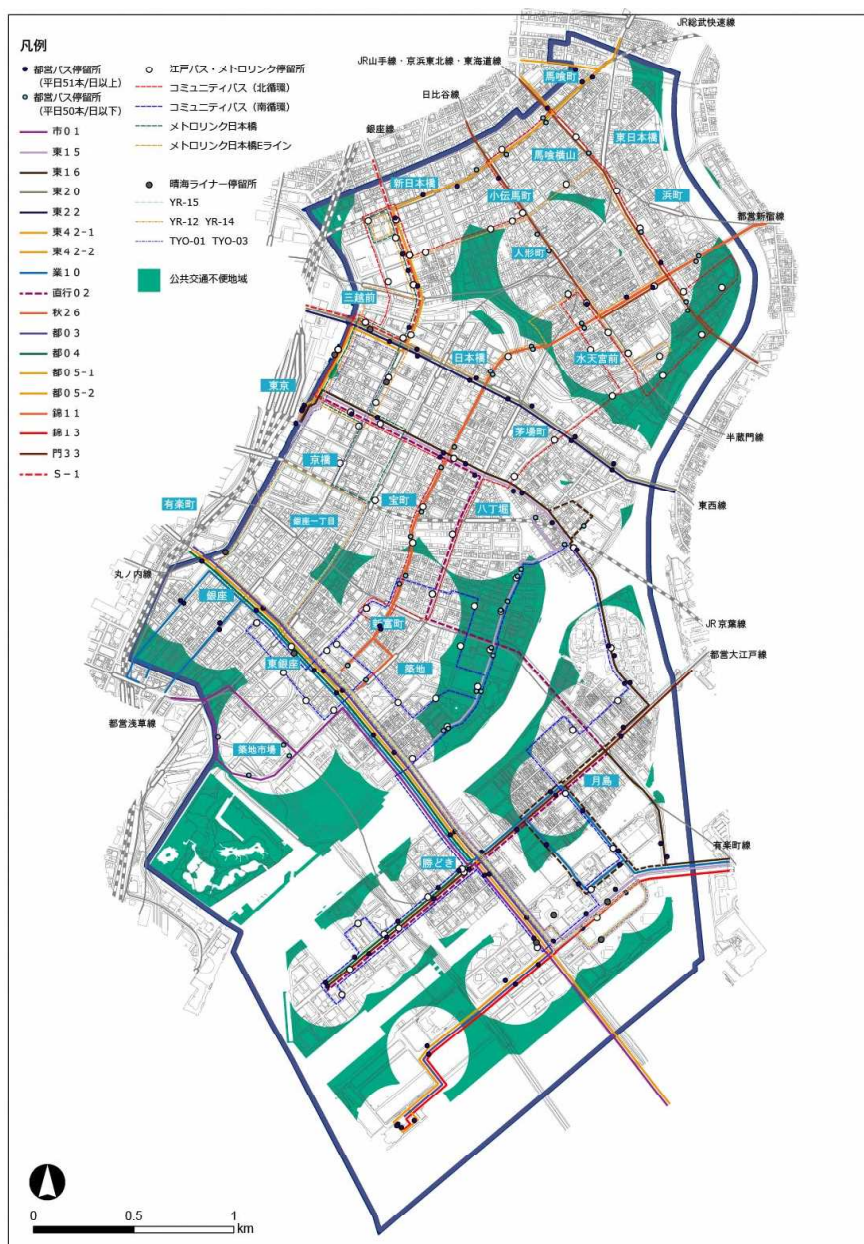 凡例
都営バス停留所
(平日51本/日以上)
都営バス停留所
(平日50本/日以下)
市01
東15
東16
東20
東22
東42-1
東42-2
業10
直行02
秋26
都03
都04
都05-1
都05-2
錦11
錦13
門33
S-1
江戸バス・メトロリンク停留所
コミュニティバス(北循環)
コミュニティバス(南循環)
メトロリンク日本橋
メトロリンク日本橋Eライン
晴海ライナー停留所
YR-15
YR-12 YR-14
TYO-01 TYO-03
公共交通不便地域
JR総武快速線
JR山手線・京浜東北線・東海道線
日比谷線
銀座線
馬喰町
東日本橋
馬喰横山
新日本橋
小伝馬町
浜町
都営新宿線
人形町
三越前
日本橋
水天宮前
東京
茅場町
半蔵門線
京橋
東西線
宝町
八丁堀
有楽町
銀座一丁目
丸ノ内線
銀座
新富町
JR京葉線
東銀座
築地
都営大江戸線
都営浅草線
築地市場
月島
有楽町線
勝どき
0
0.5
1
km